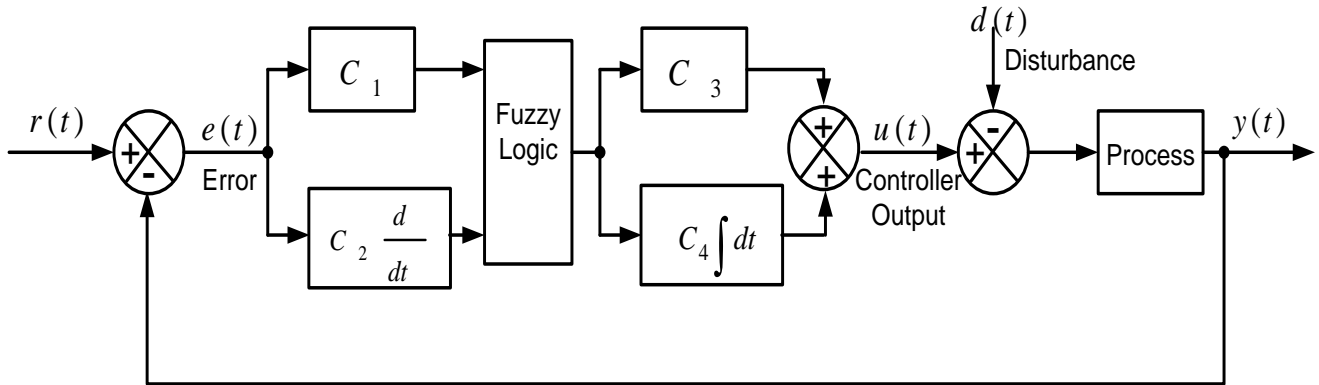 r(t)
+
-
e(t)
Error
C 1
C 2 d/dt
Fuzzy
Logic
C 3
C4∫dt
+
+
u(t)
Controller
Output
d(t)
Disturbance
-
+
Process
y(t)